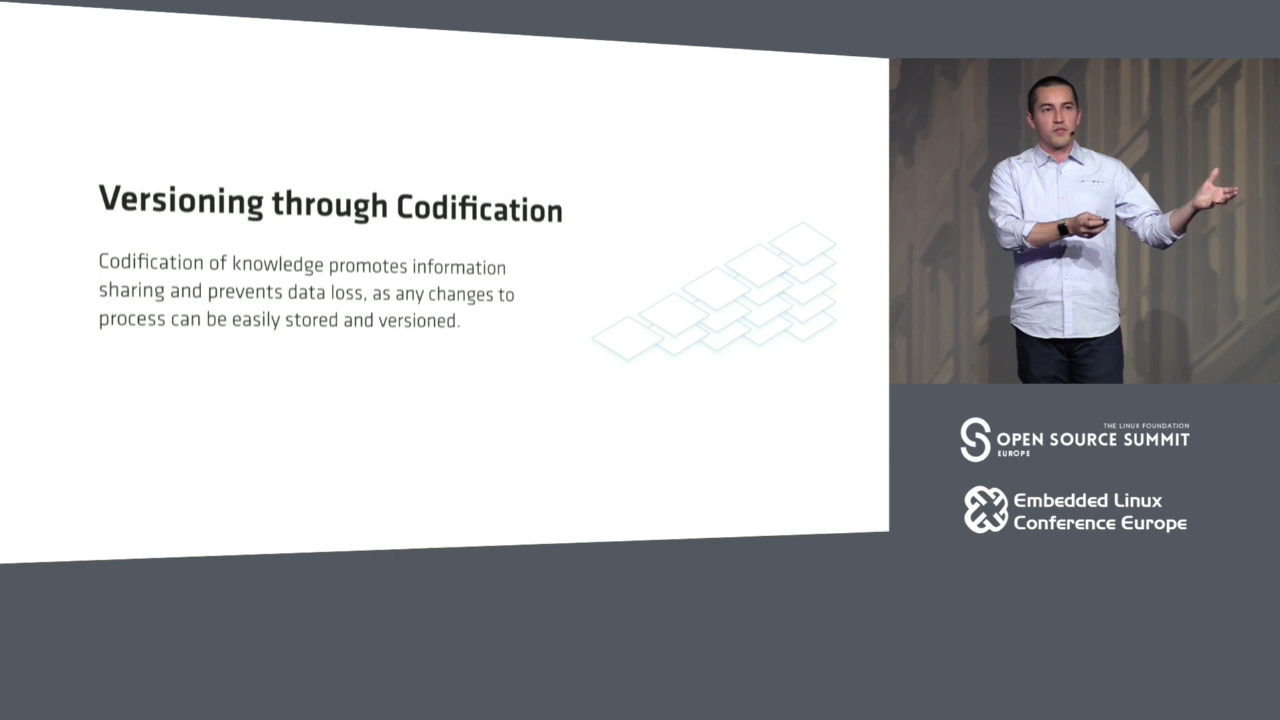 Versioning through Codification
Codification of knowledge promotes information
sharing and prevents data loss, as any changes to
process can be easily stored and versioned.
THE LINUX FOUNDATION
OPEN SOURCE SUMMIT
EUROPE
Embedded Linux
Conference Europe